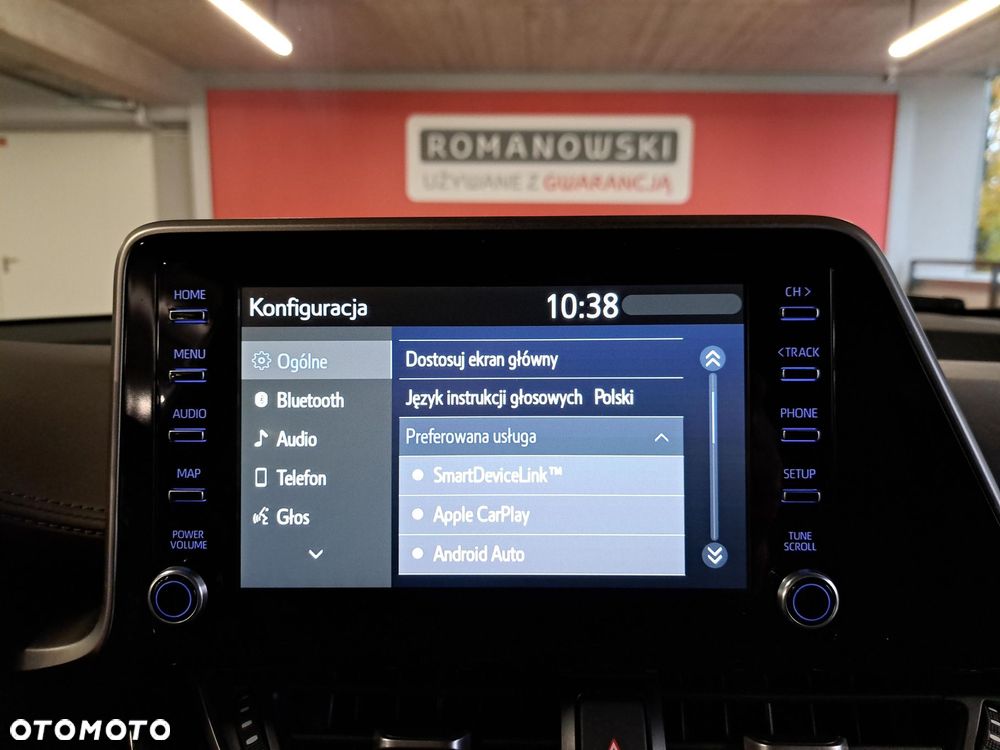 ROMANOWSKI
UŻYWANE Z GWARANCJĄ
HOME
MENU
AUDIO
MAP
POWER
VOLUME
Konfiguracja 10:38
Ogólne
Bluetooth
Audio
Telefon
Głos
Dostosuj ekran główny
Język instrukcji głosowych Polski
Preferowana usługa
SmartDeviceLink™
Apple CarPlay
Android Auto
CH >
< TRACK
PHONE
SETUP
TUNE
SCROLL
OTOMOTO